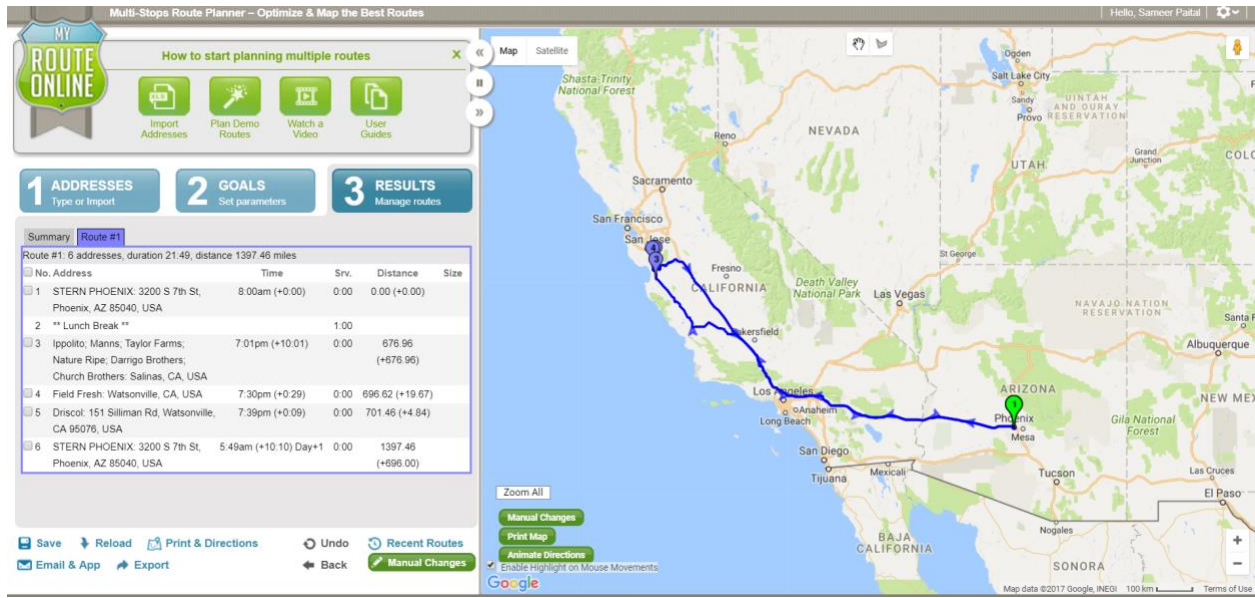 Multi-Stops Route Planner – Optimize & Map the Best Routes
Hello, Sameer Paital
MY
ROUTE
ONLINE
How to start planning multiple routes X
Import
Addresses
Plan Demo
Routes
Watch a
Video
User
Guides
1 ADDRESSES
Type or Import
2 GOALS
Set parameters
3 RESULTS
Manage routes
Summary Route #1
Route #1: 6 addresses, duration 21:49, distance 1397.46 miles
No. Address Time Srv. Distance Size
1 STERN PHOENIX: 3200 S 7th St, 8:00am (+0:00) 0:00 0.00 (+0.00)
Phoenix, AZ 85040, USA
2 ** Lunch Break ** 1:00
3 Ippolito; Manns; Taylor Farms; 7:01pm (+10:01) 0:00 676.96
Nature Ripe; Darrigo Brothers; (+676.96)
Church Brothers: Salinas, CA, USA
4 Field Fresh: Watsonville, CA, USA 7:30pm (+0:29) 0:00 696.62 (+19.67)
5 Driscol: 151 Silliman Rd, Watsonville, 7:39pm (+0:09) 0:00 701.46 (+4.84)
CA 95076, USA
6 STERN PHOENIX: 3200 S 7th St, 5:49am (+10:10) Day+1 0:00 1397.46
Phoenix, AZ 85040, USA (+696.00)
Save Reload Print & Directions Undo Recent Routes
Email & App Export Back Manual Changes
Map Satellite
Shasta-Trinity
National Forest
Ogden
Salt Lake City
Sandy
Provo
UINTAH
AND OURAY
RESERVATION
Reno
NEVADA
UTAH
Grand
Junction
COLO
Sacramento
San Francisco
San Jose
4
3
St George
Fresno
CALIFORNIA
Death Valley
National Park
Las Vegas
NAVAJO NATION
RESERVATION
Santa F
Bakersfield
Albuquerque
Los Angeles
Anaheim
Long Beach
ARIZONA
1
Phoenix
Mesa
Gila National
Forest
NEW MEX
San Diego
Tijuana
Mexicali
Tucson
Las Cruces
El Paso
Nogales
BAJA
CALIFORNIA
SONORA
Zoom All
Manual Changes
Print Map
Animate Directions
Enable Highlight on Mouse Movements
Google
Map data ©2017 Google, INEGI 100 km Terms of Use